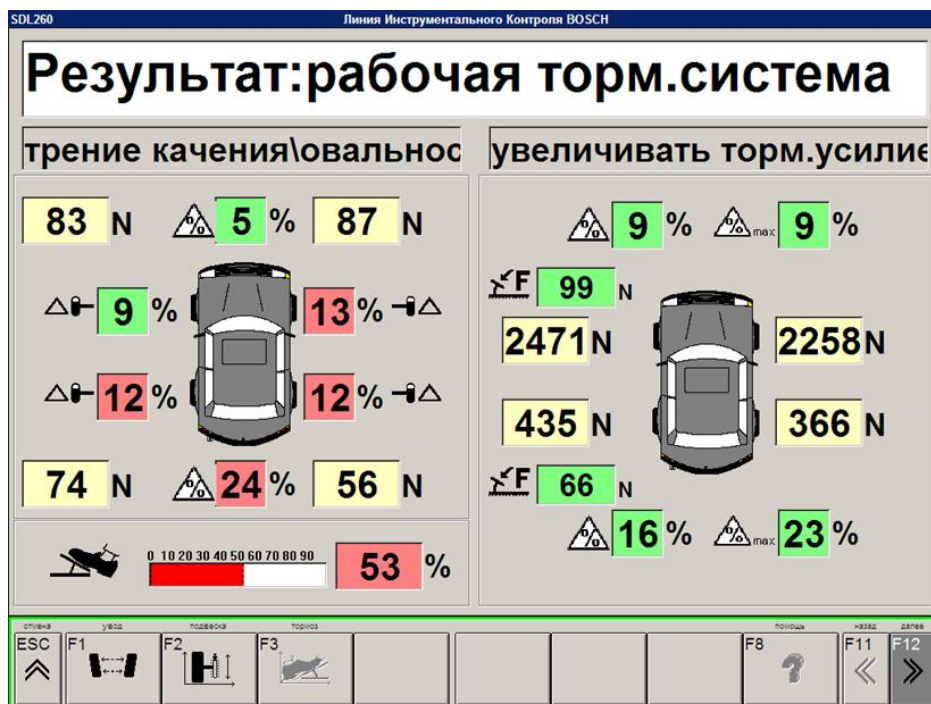 SDL260 Линия Инструментального Контроля BOSCH
Результат:рабочая торм.система
трение качения\овальнос
увеличивать торм.усилие
83 N % 5 % 87 N
9 % 13 %
12 % 12 %
74 N % 24 % 56 N
0 10 20 30 40 50 60 70 80 90
53 %
% 9 % % max 9 %
F 99 N
2471 N 2258 N
435 N 366 N
F 66 N
% 16 % % max 23 %
отмена увод подвеска тормоз помощь назад далее
ESC F1 F2 F3 F8 F11 F12